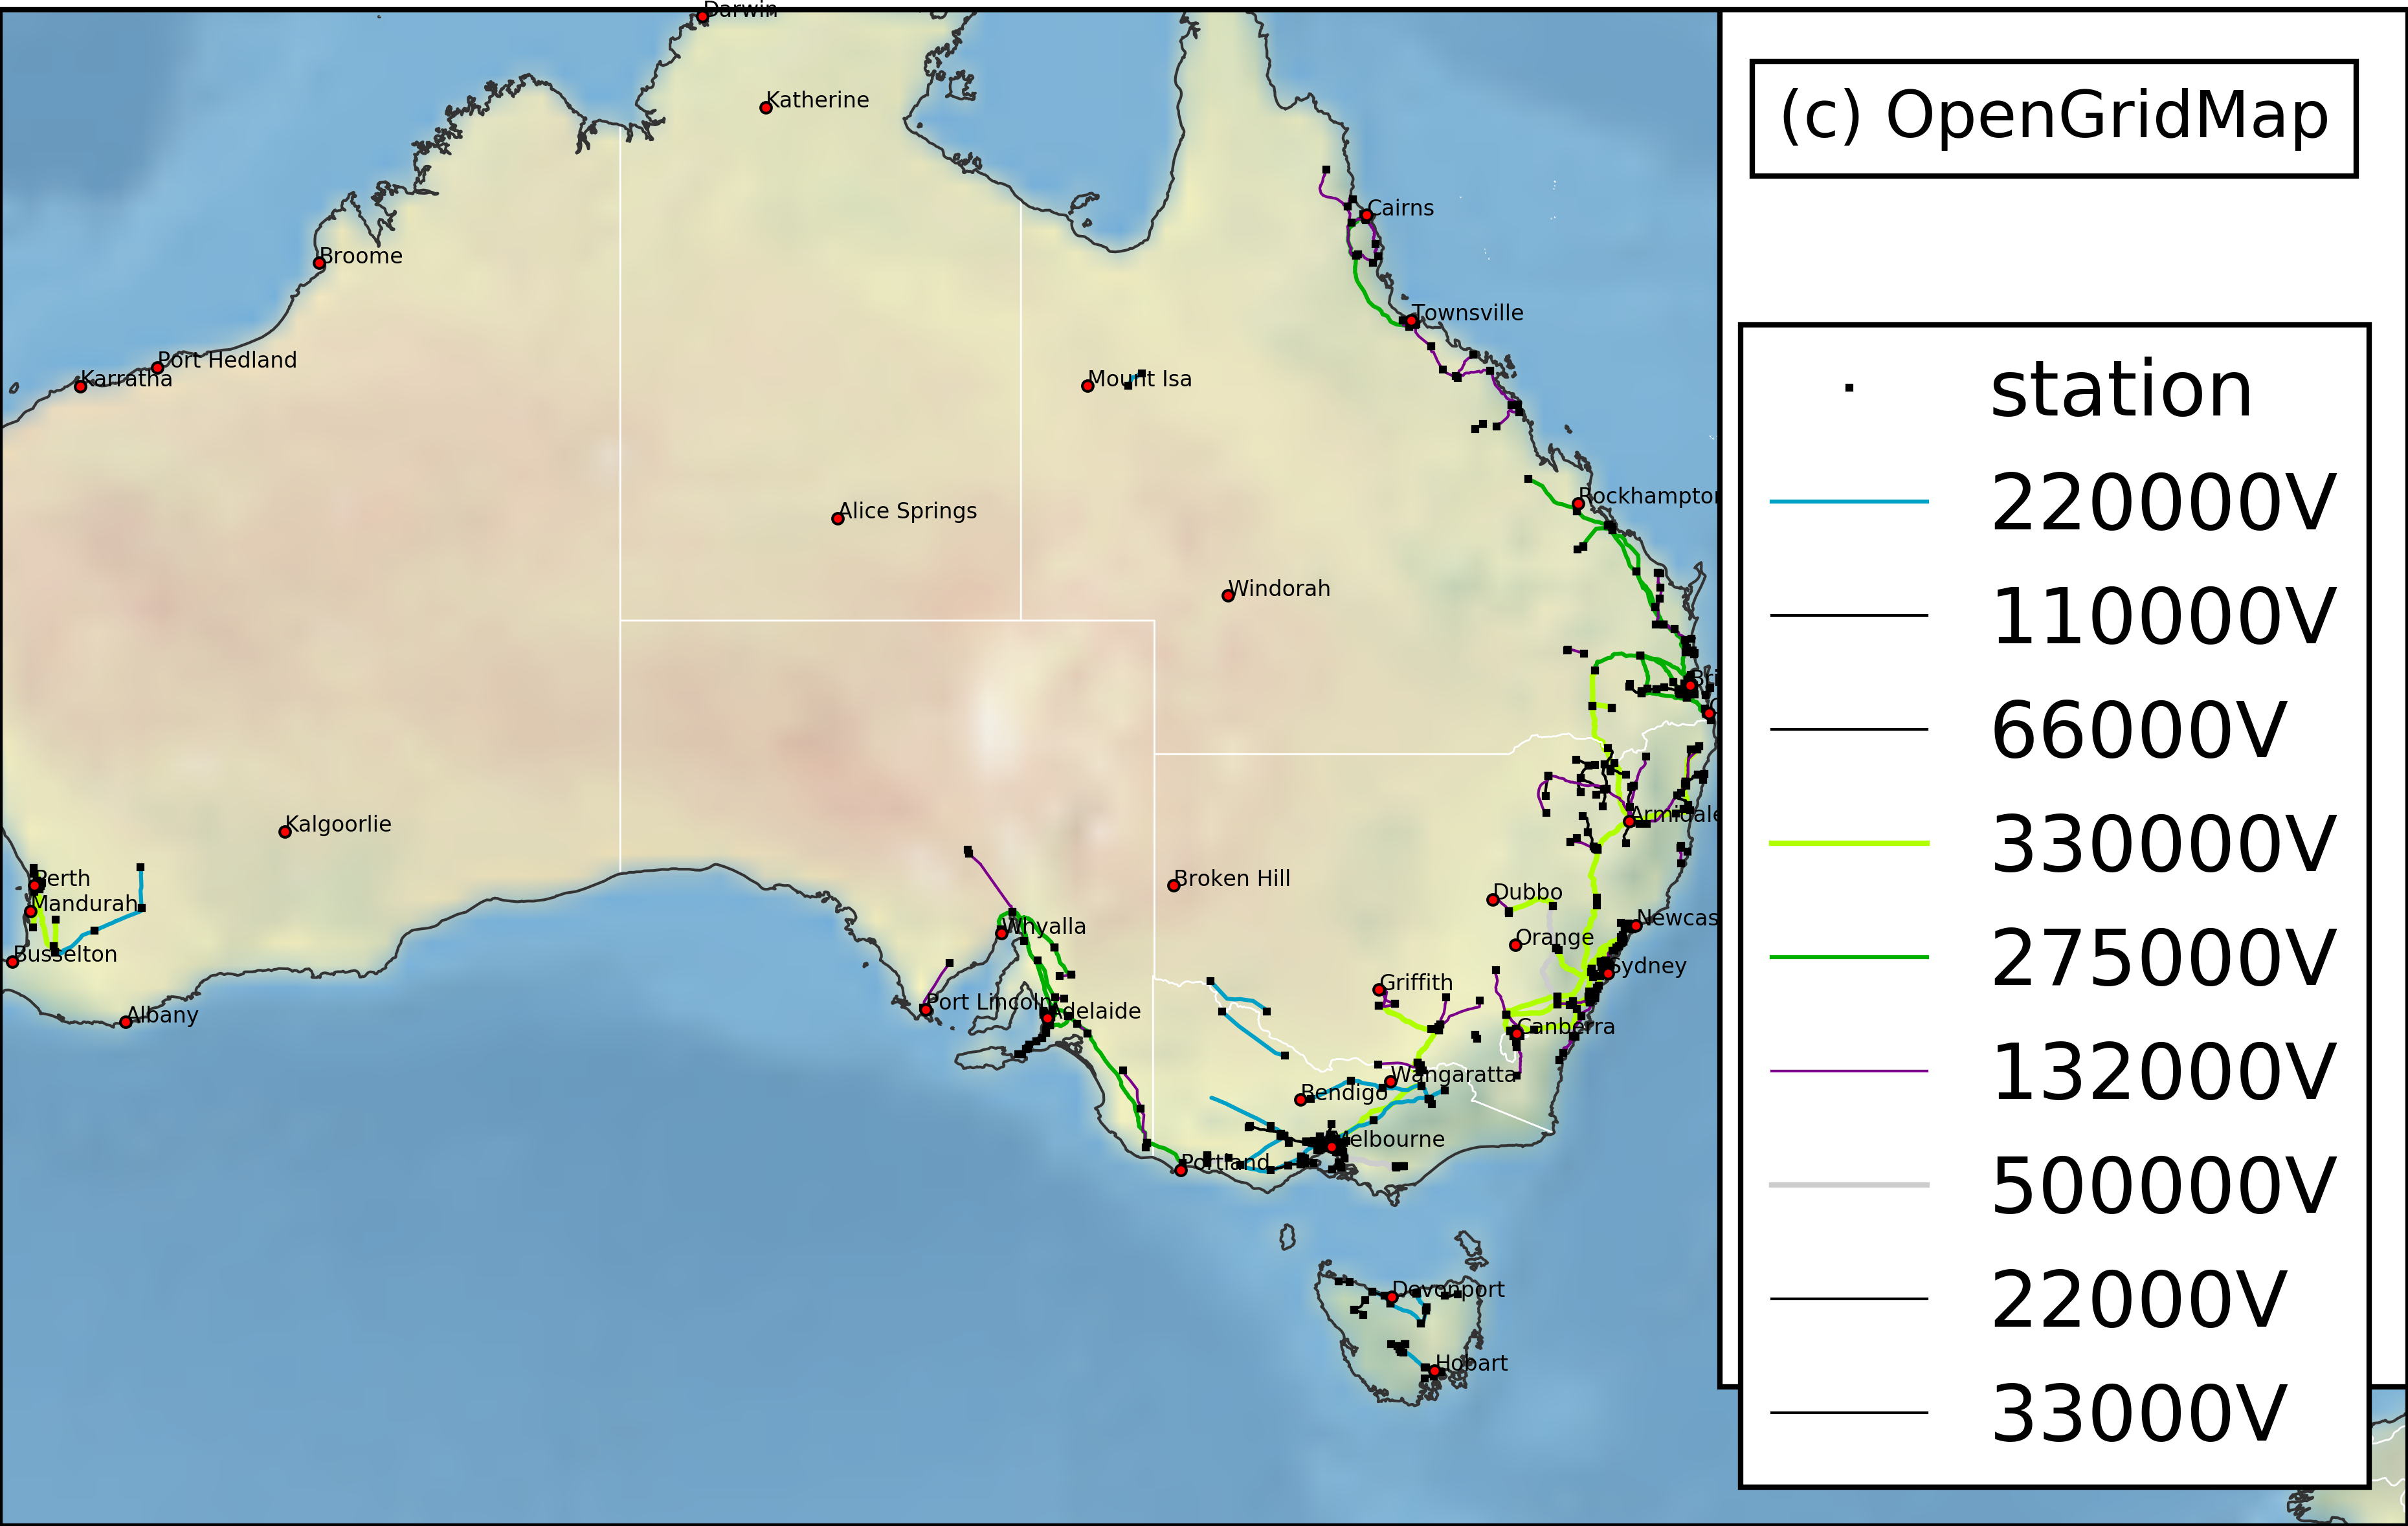 Darwin
(c) OpenGridMap
Katherine
Cairns
Broome
Townsville
Port Hedland
Karratha
Mount Isa
station
220000V
Rockhampton
Alice Springs
Windorah
110000V
66000V
Bri
330000V
Armidale
Kalgoorlie
Perth
Broken Hill
Dubbo
Mandurah
Newcas
Whyalla
Orange
275000V
Busselton
Sydney
Griffith
Port Lincoln
Adelaide
Albany
Canberra
132000V
Wangaratta
Bendigo
Melbourne
Portland
500000V
Devonport
22000V
Hobart
33000V